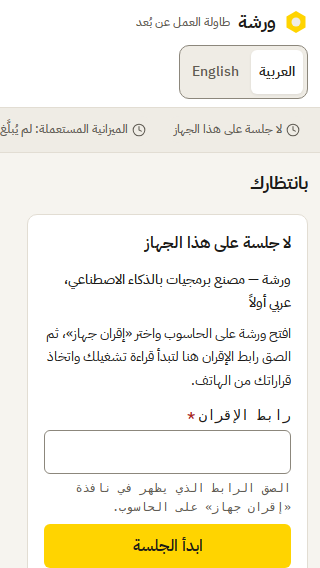 ورشة طاولة العمل عن بُعد
العربية English
لا جلسة على هذا الجهاز الميزانية المستعملة: لم يُبلَّغ
بانتظارك
لا جلسة على هذا الجهاز
ورشة — مصنع برمجيات بالذكاء الاصطناعي،
عربي أولاً
افتح ورشة على الحاسوب واختر «إقران جهاز»، ثم
الصق رابط الإقران هنا لتبدأ قراءة تشغيلك واتخاذ
قراراتك من الهاتف.
رابط الإقران *
الصق الرابط الذي يظهر في نافذة
«إقران جهاز» على الحاسوب.
ابدأ الجلسة